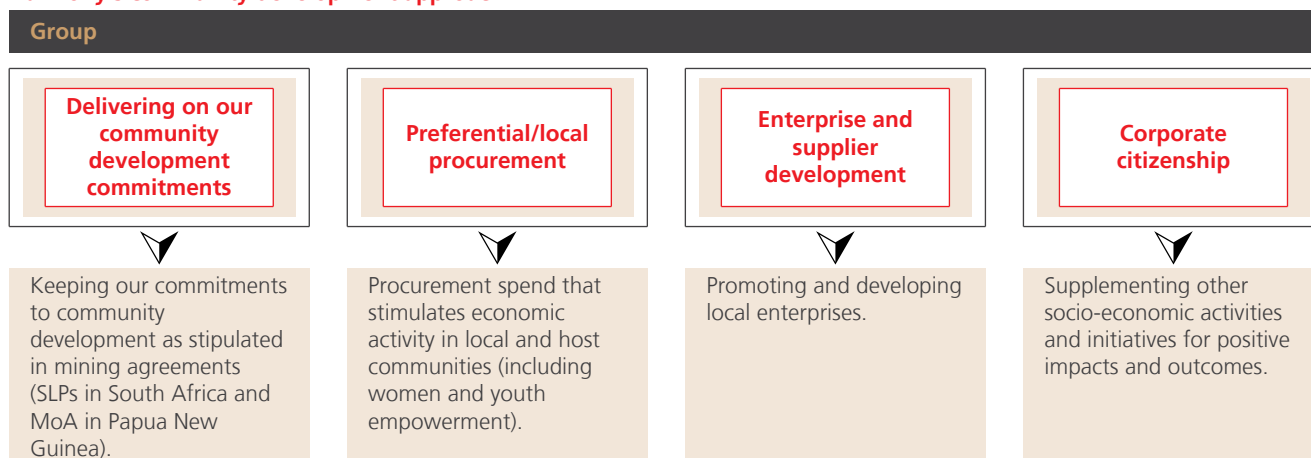 Group
Delivering on our
community
development
commitments
Preferential/local
procurement
Enterprise and
supplier
development
Corporate
citizenship
Keeping our commitments
to community
development as stipulated
in mining agreements
(SLPs in South Africa and
MoA in Papua New
Guinea).
Procurement spend that
stimulates economic
activity in local and host
communities (including
women and youth
empowerment).
Promoting and developing
local enterprises.
Supplementing other
socio-economic activities
and initiatives for positive
impacts and outcomes.